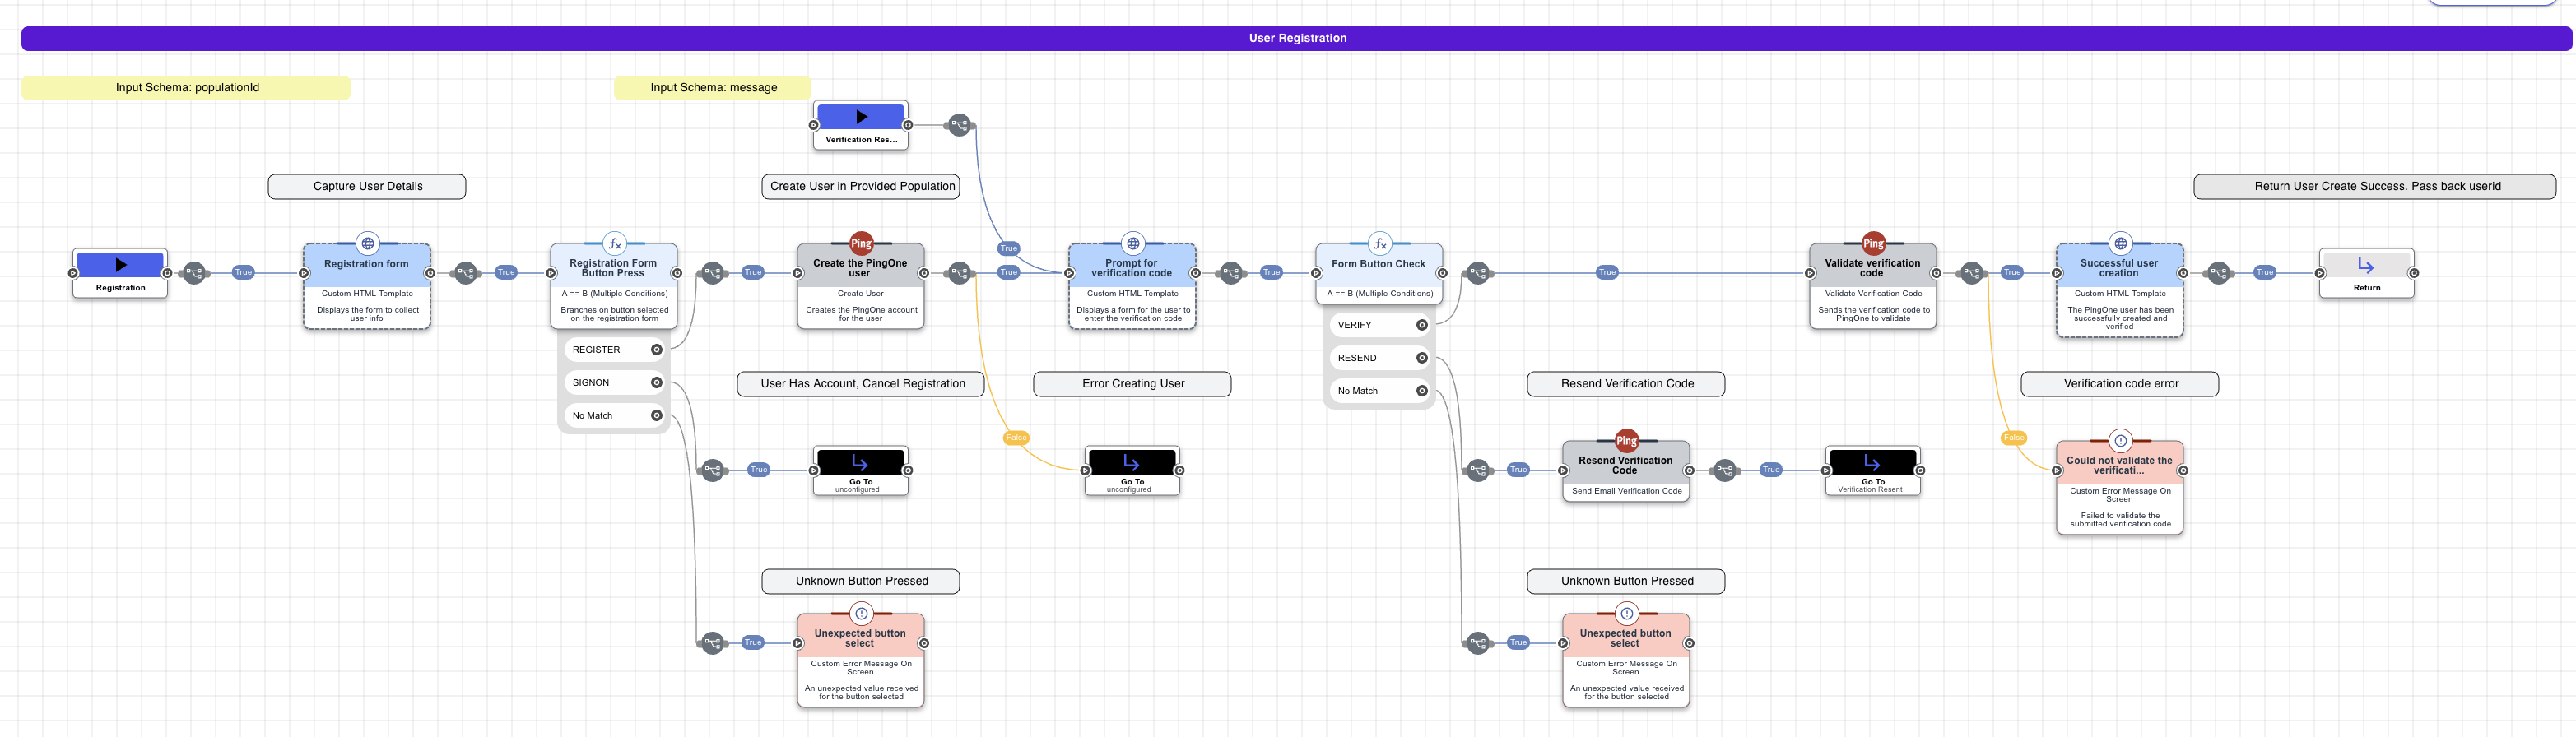 User Registration
Input Schema: populationId
Input Schema: message
Verification Res...
Capture User Details
Create User in Provided Population
Return User Create Success. Pass back userid
Registration
True
Registration form
Custom HTML Template
Displays the form to collect
user info
True
Registration Form
Button Press
A == B (Multiple Conditions)
Branches on button selected
on the registration form
REGISTER
SIGNON
No Match
True
Ping
Create the PingOne
user
Create User
Creates the PingOne account
for the user
True
True
Prompt for
verification code
Custom HTML Template
Displays a form for the user to
enter the verification code
True
Form Button Check
A == B (Multiple Conditions)
VERIFY
RESEND
No Match
True
Ping
Validate verification
code
Validate Verification Code
Sends the verification code to
PingOne to validate
True
Successful user
creation
Custom HTML Template
The PingOne user has been
successfully created and
verified
True
Return
User Has Account, Cancel Registration
Error Creating User
Resend Verification Code
Verification code error
True
Go To
unconfigured
False
Go To
unconfigured
True
Ping
Resend Verification
Code
Send Email Verification Code
True
Go To
Verification Resent
False
Could not validate the
verificati...
Custom Error Message On
Screen
Failed to validate the
submitted verification code
Unknown Button Pressed
Unknown Button Pressed
True
Unexpected button
select
Custom Error Message On
Screen
An unexpected value received
for the button selected
True
Unexpected button
select
Custom Error Message On
Screen
An unexpected value received
for the button selected